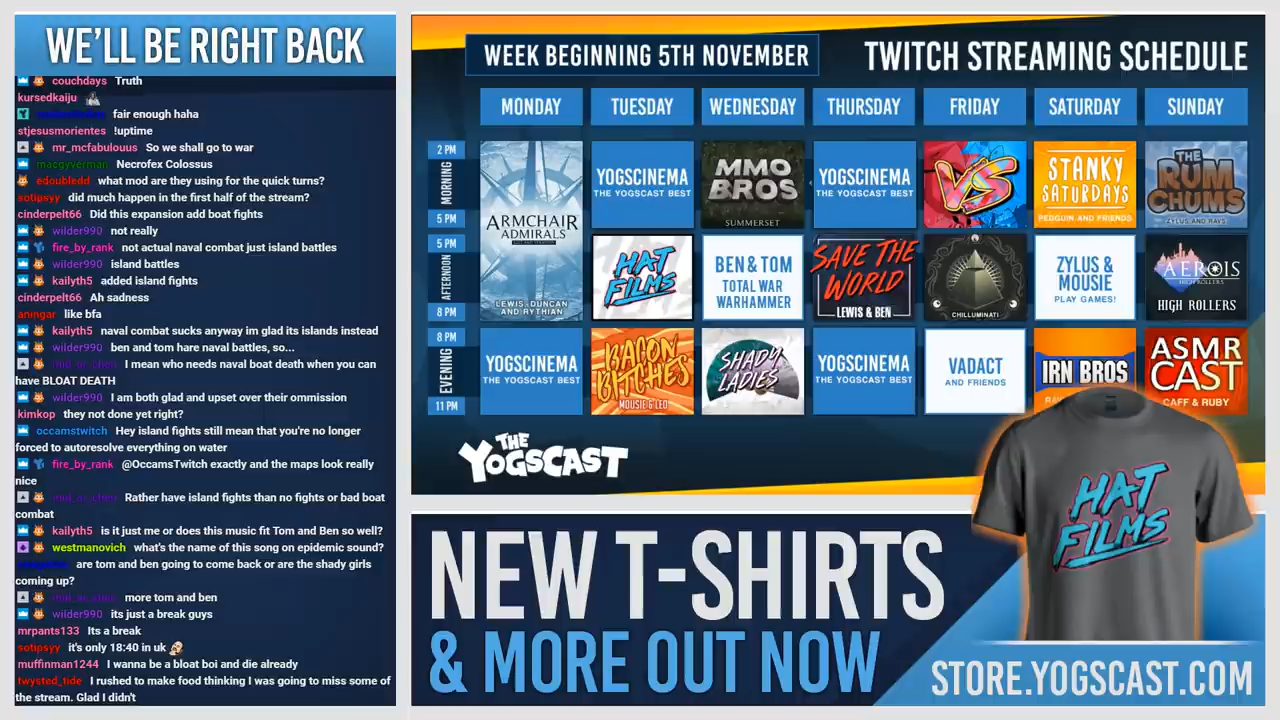 WE'LL BE RIGHT BACK
couchdays Truth
kursedkaiju
fair enough haha
stjesusmorientes !uptime
mr_mcfabulouus So we shall go to war
macgyverman Necrofex Colossus
edoubledd what mod are they using for the quick turns?
sotipsyy did much happen in the first half of the stream?
cinderpelt66 Did this expansion add boat fights
wilder990 not really
fire_by_rank not actual naval combat just island battles
wilder990 island battles
kailyth5 added island fights
cinderpelt66 Ah sadness
aningar like bfa
kailyth5 naval combat sucks anyway im glad its islands instead
wilder990 ben and tom hare naval battles, so...
I mean who needs naval boat death when you can
have BLOAT DEATH
wilder990 I am both glad and upset over their ommission
kimkop they not done yet right?
occamstwitch Hey island fights still mean that you're no longer
forced to autoresolve everything on water
fire_by_rank @OccamsTwitch exactly and the maps look really
nice
Rather have island fights than no fights or bad boat
combat
kailyth5 is it just me or does this music fit Tom and Ben so well?
westmanovich what's the name of this song on epidemic sound?
are tom and ben going to come back or are the shady girls
coming up?
more tom and ben
wilder990 its just a break guys
mrpants133 Its a break
sotipsyy it's only 18:40 in uk
muffinman1244 I wanna be a bloat boi and die already
twysted_tide I rushed to make food thinking I was going to miss some of
the stream. Glad I didn't
WEEK BEGINNING 5TH NOVEMBER
TWITCH STREAMING SCHEDULE
MONDAY TUESDAY WEDNESDAY THURSDAY FRIDAY SATURDAY SUNDAY
2 PM
MORNING
5 PM
ARMCHAIR
ADMIRALS
LEWIS, DUNCAN
AND RYTHIAN
YOGSCINEMA
THE YOGSCAST BEST
MMO
BROS
SUMMERSET
YOGSCINEMA
THE YOGSCAST BEST
VS
STANKY
SATURDAYS
PEDGUIN AND FRIENDS
THE
RUM
CHUMS
ZYLUS AND RAVS
5 PM
AFTERNOON
8 PM
HAT
FILMS
BEN & TOM
TOTAL WAR
WARHAMMER
SAVE THE
WORLD
LEWIS & BEN
CHILLUMINATI
ZYLUS &
MOUSIE
PLAY GAMES!
AEROIS
HIGH ROLLERS
HIGH ROLLERS
8 PM
EVENING
11 PM
YOGSCINEMA
THE YOGSCAST BEST
BACON
BITCHES
MOUSIE & LEO
SHADY
LADIES
YOGSCINEMA
THE YOGSCAST BEST
VADACT
AND FRIENDS
IRN BROS
ASMR
CAST
CAFF & RUBY
THE
YOGSCAST
NEW T-SHIRTS
& MORE OUT NOW
HAT
FILMS
STORE.YOGSCAST.COM